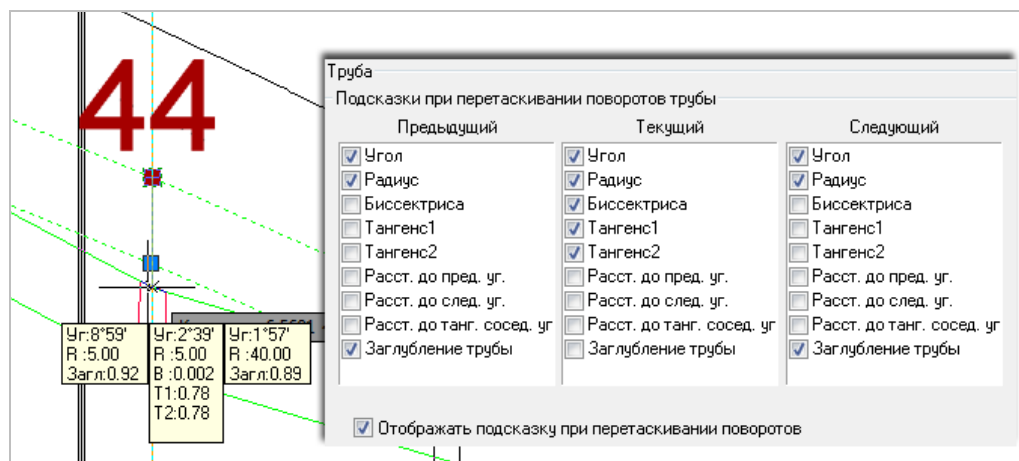 44
Уг:8°59'
R :5.00
Загл:0.92
Уг:2°39'
R :5.00
B :0.002
T1:0.78
T2:0.78
Уг:1°57'
R :40.00
Загл:0.89
Труба
Подсказки при перетаскивании поворотов трубы
Предыдущий
Угол
Радиус
Биссектриса
Тангенс1
Тангенс2
Расст. до пред. уг.
Расст. до след. уг.
Расст. до танг. сосед. уг
Заглубление трубы
Текущий
Угол
Радиус
Биссектриса
Тангенс1
Тангенс2
Расст. до пред. уг.
Расст. до след. уг.
Расст. до танг. сосед. уг
Заглубление трубы
Следующий
Угол
Радиус
Биссектриса
Тангенс1
Тангенс2
Расст. до пред. уг.
Расст. до след. уг.
Расст. до танг. сосед. уг
Заглубление трубы
Отображать подсказку при перетаскивании поворотов